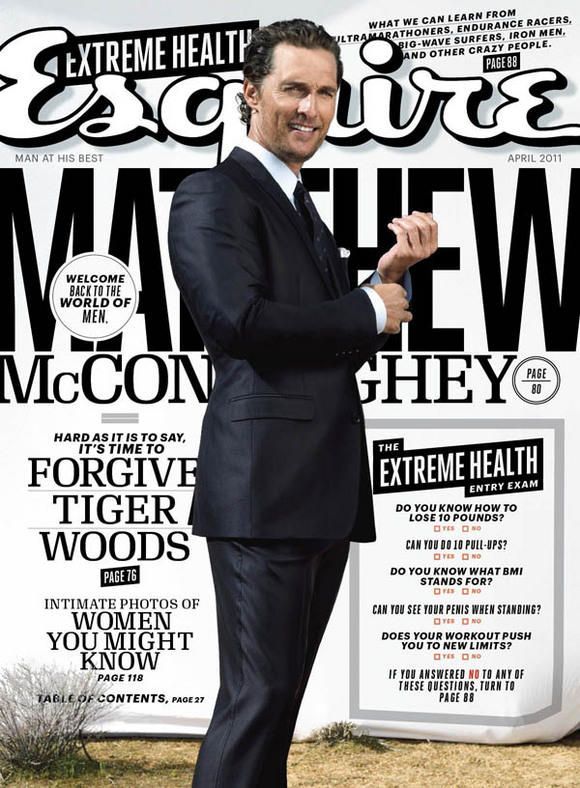 EXTREME HEALTH
WHAT WE CAN LEARN FROM
ULTRAMARATHONERS, ENDURANCE RACERS,
BIG-WAVE SURFERS, IRON MEN,
AND OTHER CRAZY PEOPLE.
PAGE 88
Esquire
MAN AT HIS BEST
APRIL 2011
MATTHEW
WELCOME
BACK TO THE
WORLD OF
MEN.
McCONAUGHEY
PAGE
80
HARD AS IT IS TO SAY,
IT'S TIME TO
FORGIVE
TIGER
WOODS
PAGE 76
INTIMATE PHOTOS OF
WOMEN
YOU MIGHT
KNOW
PAGE 118
TABLE OF CONTENTS, PAGE 27
THE
EXTREME HEALTH
ENTRY EXAM
DO YOU KNOW HOW TO
LOSE 10 POUNDS?
YES NO
CAN YOU DO 10 PULL-UPS?
YES NO
DO YOU KNOW WHAT BMI
STANDS FOR?
YES NO
CAN YOU SEE YOUR PENIS WHEN STANDING?
YES NO
DOES YOUR WORKOUT PUSH
YOU TO NEW LIMITS?
YES NO
IF YOU ANSWERED NO TO ANY OF
THESE QUESTIONS, TURN TO
PAGE 88